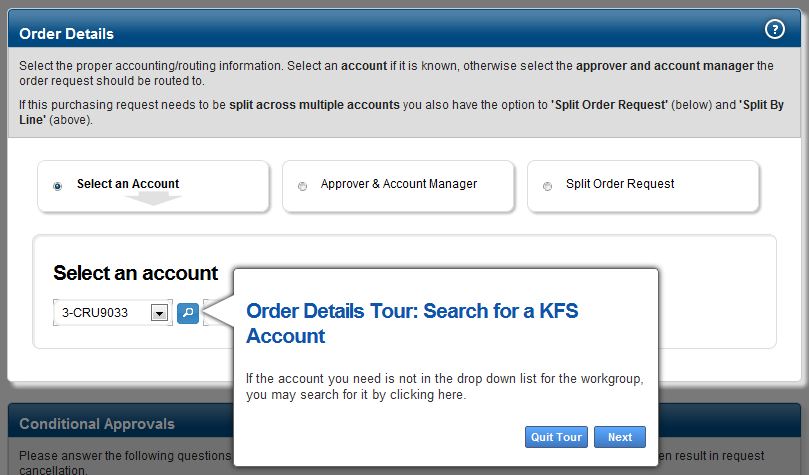 Order Details
?
Select the proper accounting/routing information. Select an account if it is known, otherwise select the approver and account manager the
order request should be routed to.
If this purchasing request needs to be split across multiple accounts you also have the option to 'Split Order Request' (below) and 'Split By
Line' (above).
Select an Account
Approver & Account Manager
Split Order Request
Select an account
3-CRU9033
Order Details Tour: Search for a KFS
Account
If the account you need is not in the drop down list for the workgroup,
you may search for it by clicking here.
Quit Tour
Next
Conditional Approvals
Please answer the following questions
en result in request
cancellation.